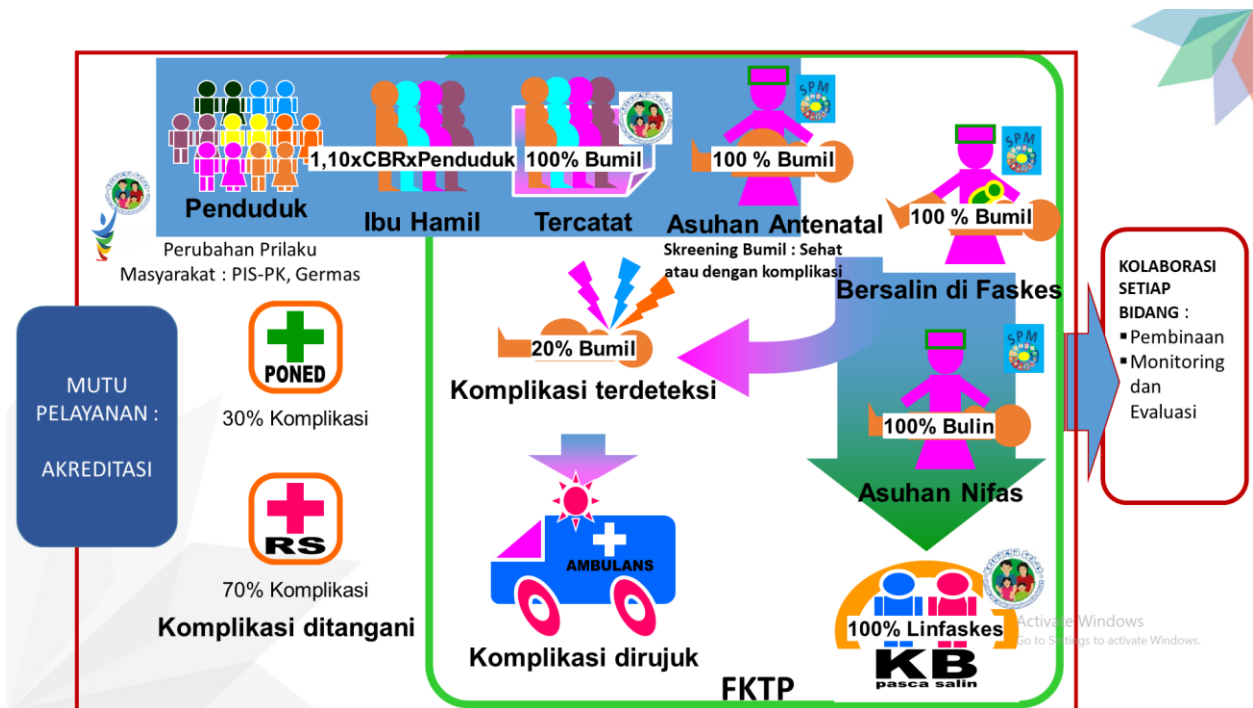 1,10xCBRxPenduduk
100% Bumil
100 % Bumil
SPM
Penduduk
Ibu Hamil
Tercatat
Asuhan Antenatal
Skreening Bumil : Sehat
atau dengan komplikasi
SPM
100 % Bumil
Bersalin di Faskes
Perubahan Prilaku
Masyarakat : PIS-PK, Germas
MUTU
PELAYANAN :
AKREDITASI
PONED
30% Komplikasi
RS
70% Komplikasi
Komplikasi ditangani
20% Bumil
Komplikasi terdeteksi
AMBULANS
Komplikasi dirujuk
SPM
100% Bulin
Asuhan Nifas
100% Linfaskes
KB
pasca salin
FKTP
KOLABORASI
SETIAP
BIDANG :
▪Pembinaan
▪Monitoring
dan
Evaluasi
Activate Windows
Go to Settings to activate Windows.